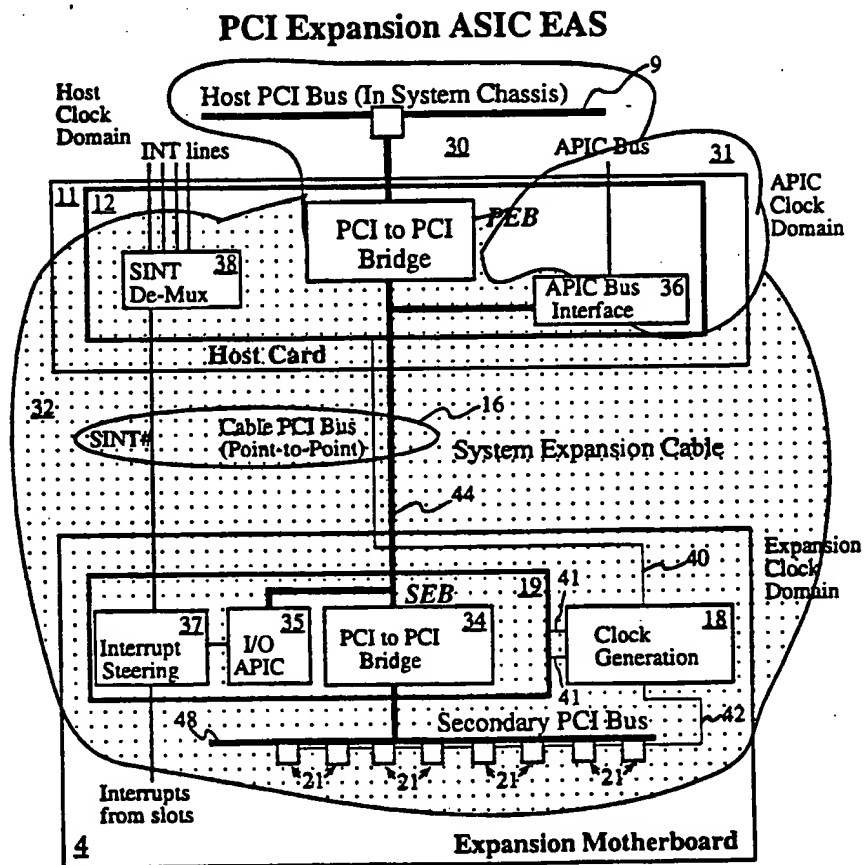 PCI Expansion ASIC EAS
9
Host
Clock
Domain
Host PCI Bus (In System Chassis)
INT lines
30
APIC Bus
31
11
12
APIC
Clock
Domain
PCI to PCI
Bridge
PEB
SINT
De-Mux
38
APIC Bus
Interface
36
Host Card
32
16
SINT#
Cable PCI Bus
(Point-to-Point)
System Expansion Cable
44
Expansion
Clock
Domain
40
SEB
19
41
Interrupt
Steering
37
I/O
APIC
35
PCI to PCI
Bridge
34
Clock
Generation
18
41
48
Secondary PCI Bus
42
21
21
21
21
Interrupts
from slots
4
Expansion Motherboard